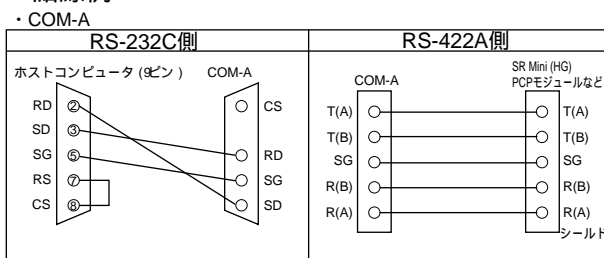 ・COM-A
RS-232C側
RS-422A側
ホストコンピュータ (9ピン )
COM-A
RD ②
SD ③
SG ⑤
RS ⑦
CS ⑧
CS
RD
SG
SD
COM-A
SR Mini (HG)
PCPモジュールなど
T(A)
T(B)
SG
R(B)
R(A)
T(A)
T(B)
SG
R(B)
R(A)
シールド